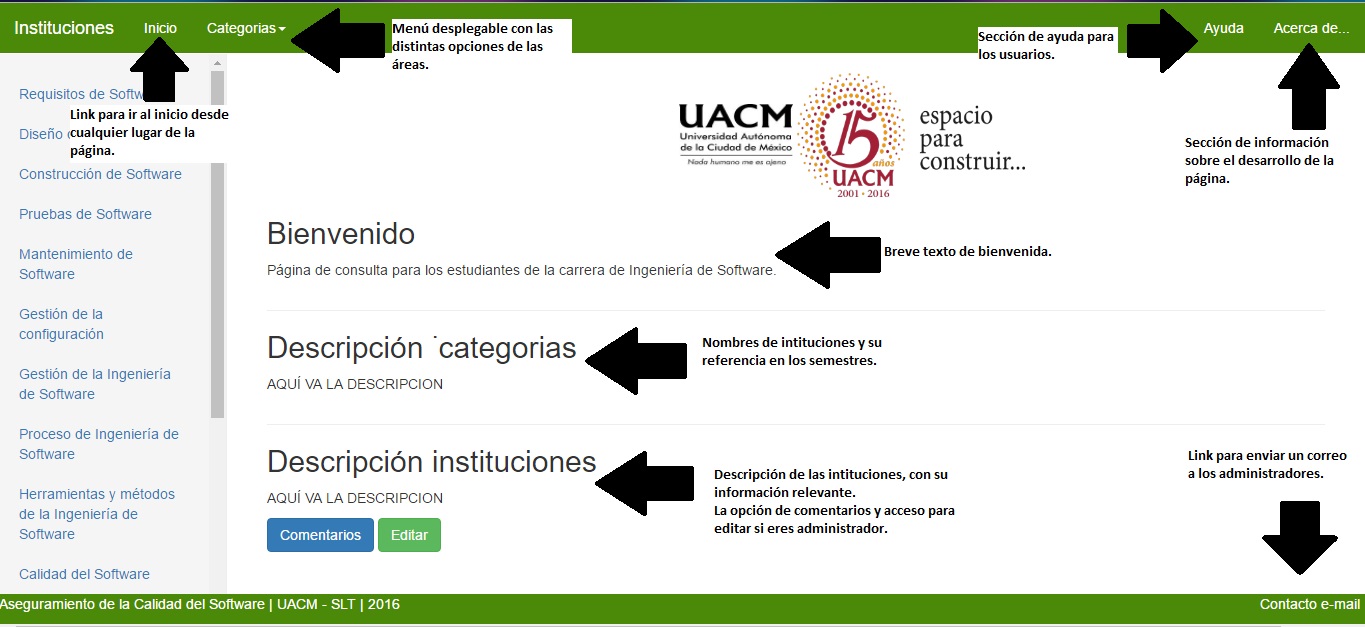 Instituciones Inicio Categorias
Menú desplegable con las
distintas opciones de las
áreas.
Sección de ayuda para
los usuarios.
Ayuda Acerca de...
Requisitos de Softw
Link para ir al inicio desde
cualquier lugar de la
página.
Diseño
Construcción de Software
Pruebas de Software
Mantenimiento de
Software
Gestión de la
configuración
Gestión de la Ingeniería
de Software
Proceso de Ingeniería de
Software
Herramientas y métodos
de la Ingeniería de
Software
Calidad del Software
UACM
Universidad Autónoma
de la Ciudad de México
Nada humano me es ajeno
15
años
UACM
2001 • 2016
espacio
para
construir...
Sección de información
sobre el desarrollo de la
página.
Bienvenido
Página de consulta para los estudiantes de la carrera de Ingeniería de Software.
Breve texto de bienvenida.
Descripción ˙categorias
AQUÍ VA LA DESCRIPCION
Nombres de intituciones y su
referencia en los semestres.
Descripción instituciones
AQUÍ VA LA DESCRIPCION
Comentarios Editar
Descripción de las intituciones, con su
información relevante.
La opción de comentarios y acceso para
editar si eres administrador.
Link para enviar un correo
a los administradores.
Aseguramiento de la Calidad del Software | UACM - SLT | 2016
Contacto e-mail